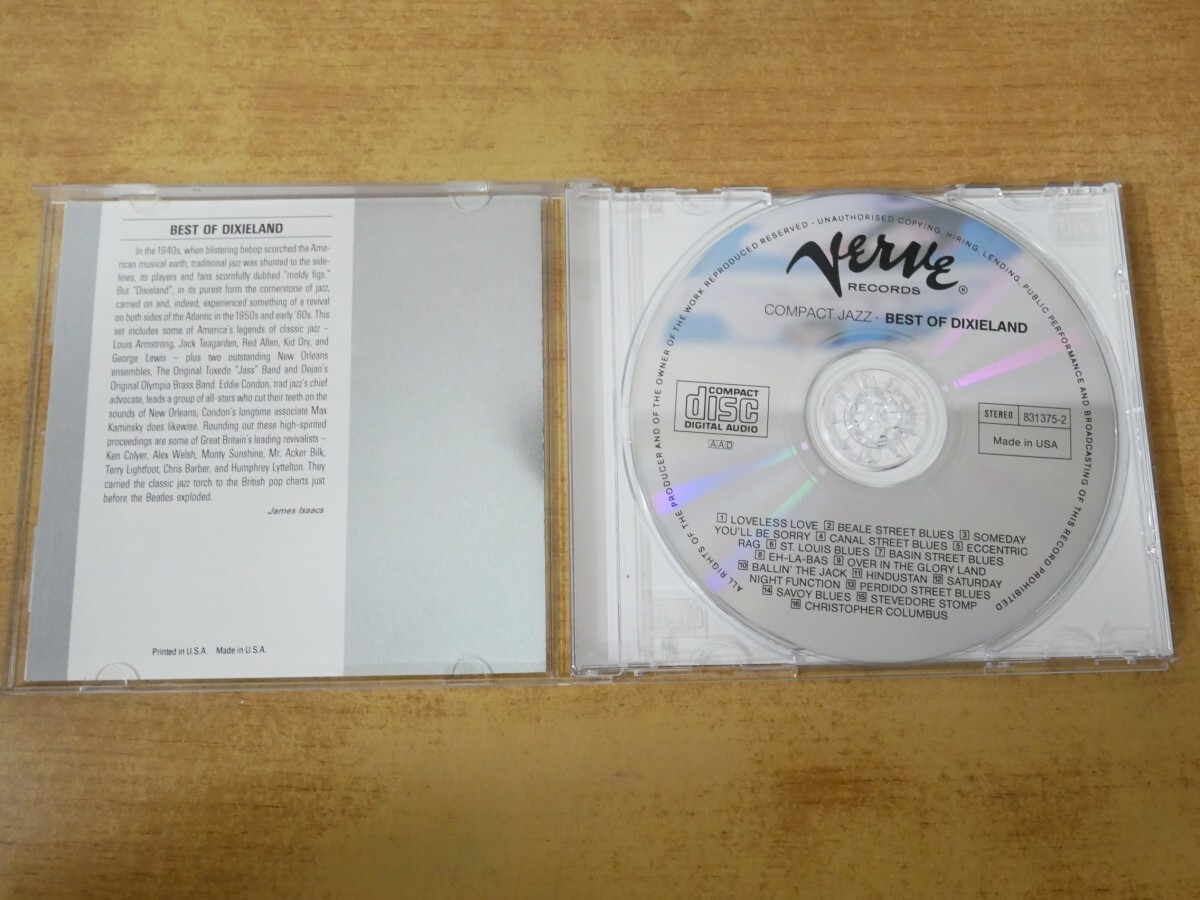 BEST OF DIXIELAND
In the 1940s, when blistering bebop scorched the Ame-
rican musical earth, traditional jazz was shunted to the side-
lines, its players and fans scornfully dubbed "moldy figs."
But "Dixieland", in its purest form the cornerstone of jazz,
carried on and, indeed, experienced something of a revival
on both sides of the Atlantic in the 1950s and early '60s. This
set includes some of America's legends of classic jazz –
Louis Armstrong, Jack Teagarden, Red Allen, Kid Ory, and
George Lewis – plus two outstanding New Orleans
ensembles, The Original Tuxedo "Jass" Band and Dejan's
Original Olympia Brass Band. Eddie Condon, trad jazz's chief
advocate, leads a group of all-stars who cut their teeth on the
sounds of New Orleans; Condon's longtime associate Max
Kaminsky does likewise. Rounding out these high-spirited
proceedings are some of Great Britain's leading revivalists –
Ken Colyer, Alex Welsh, Monty Sunshine, Mr. Acker Bilk,
Terry Lightfoot, Chris Barber, and Humphrey Lyttelton. They
carried the classic jazz torch to the British pop charts just
before the Beatles exploded.
James Isaacs
Printed in U.S.A. Made in U.S.A.
ALL RIGHTS OF THE PRODUCER AND OF THE OWNER OF THE WORK REPRODUCED RESERVED - UNAUTHORISED COPYING, HIRING, LENDING, PUBLIC PERFORMANCE AND BROADCASTING OF THIS RECORD PROHIBITED
VERVE
RECORDS ®
COMPACT JAZZ · BEST OF DIXIELAND
COMPACT
disc
DIGITAL AUDIO
AAD
STEREO 831 375-2
Made in USA
1 LOVELESS LOVE 2 BEALE STREET BLUES 3 SOMEDAY
YOU'LL BE SORRY 4 CANAL STREET BLUES 5 ECCENTRIC
RAG 6 ST. LOUIS BLUES 7 BASIN STREET BLUES
8 EH-LA-BAS 9 OVER IN THE GLORY LAND
10 BALLIN' THE JACK 11 HINDUSTAN 12 SATURDAY
NIGHT FUNCTION 13 PERDIDO STREET BLUES
14 SAVOY BLUES 15 STEVEDORE STOMP
16 CHRISTOPHER COLUMBUS